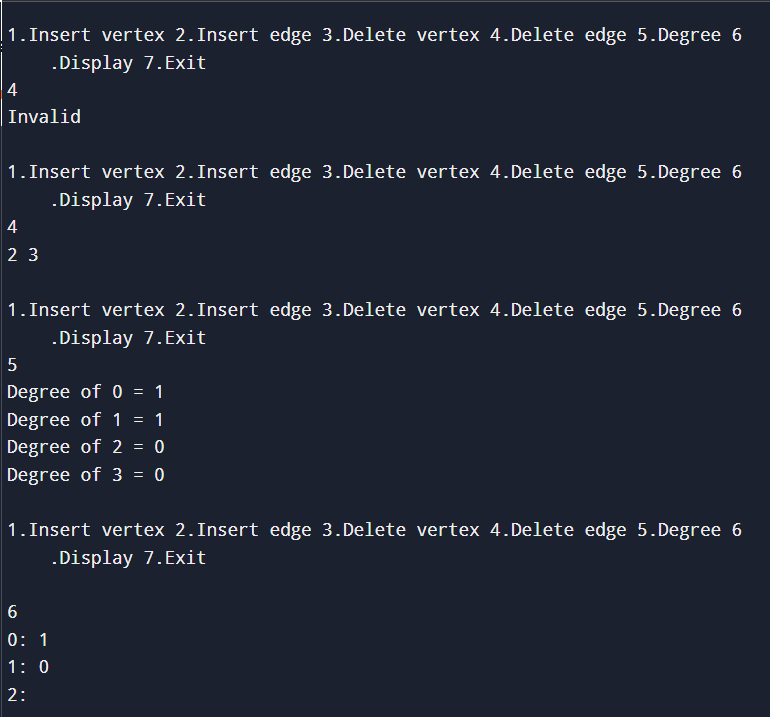 1.Insert vertex 2.Insert edge 3.Delete vertex 4.Delete edge 5.Degree 6
.Display 7.Exit
4
Invalid
1.Insert vertex 2.Insert edge 3.Delete vertex 4.Delete edge 5.Degree 6
.Display 7.Exit
4
2 3
1.Insert vertex 2.Insert edge 3.Delete vertex 4.Delete edge 5.Degree 6
.Display 7.Exit
5
Degree of 0 = 1
Degree of 1 = 1
Degree of 2 = 0
Degree of 3 = 0
1.Insert vertex 2.Insert edge 3.Delete vertex 4.Delete edge 5.Degree 6
.Display 7.Exit
6
0: 1
1: 0
2: